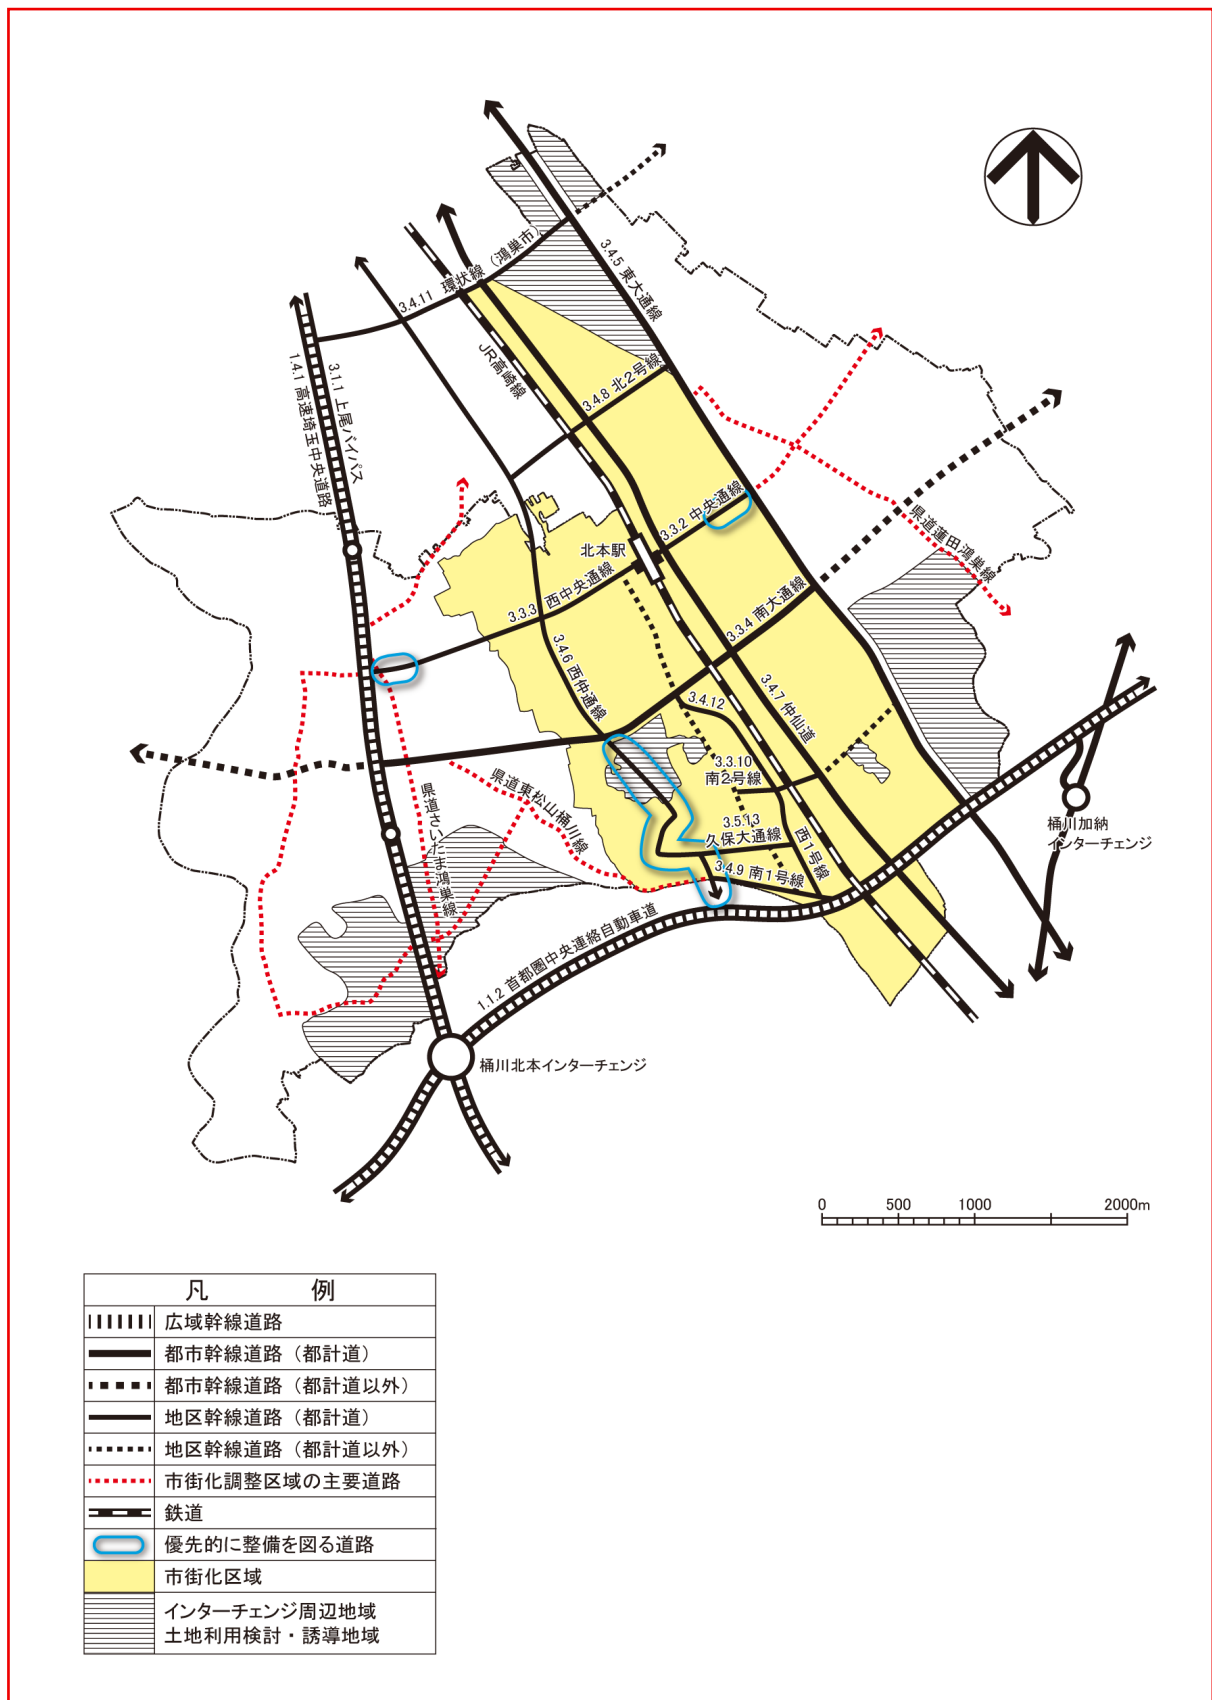 3.4.11 環状線（鴻巣市）
3.4.5 東大通線
JR高崎線
3.1.1 上尾バイパス
1.4.1 高速埼玉中央道路
3.4.8 北2号線
3.3.2 中央通線
北本駅
県道蓮田鴻巣線
3.3.3 西中央通線
3.3.4 南大通線
3.4.6 西仲通線
3.4.7 仲仙道
3.4.12
西1号線
3.3.10
南2号線
県道東松山桶川線
県道さいたま鴻巣線
3.5.13
久保大通線
3.4.9 南1号線
桶川加納
インターチェンジ
1.1.2 首都圏中央連絡自動車道
桶川北本インターチェンジ
0 500 1000 2000m
凡 例
広域幹線道路
都市幹線道路（都計道）
都市幹線道路（都計道以外）
地区幹線道路（都計道）
地区幹線道路（都計道以外）
市街化調整区域の主要道路
鉄道
優先的に整備を図る道路
市街化区域
インターチェンジ周辺地域
土地利用検討・誘導地域